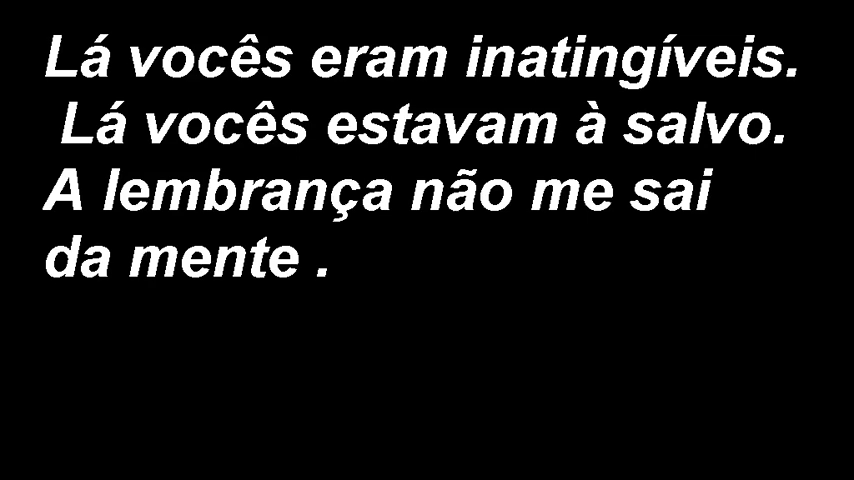 Lá vocês eram inatingíveis.
Lá vocês estavam à salvo.
A lembrança não me sai
da mente .